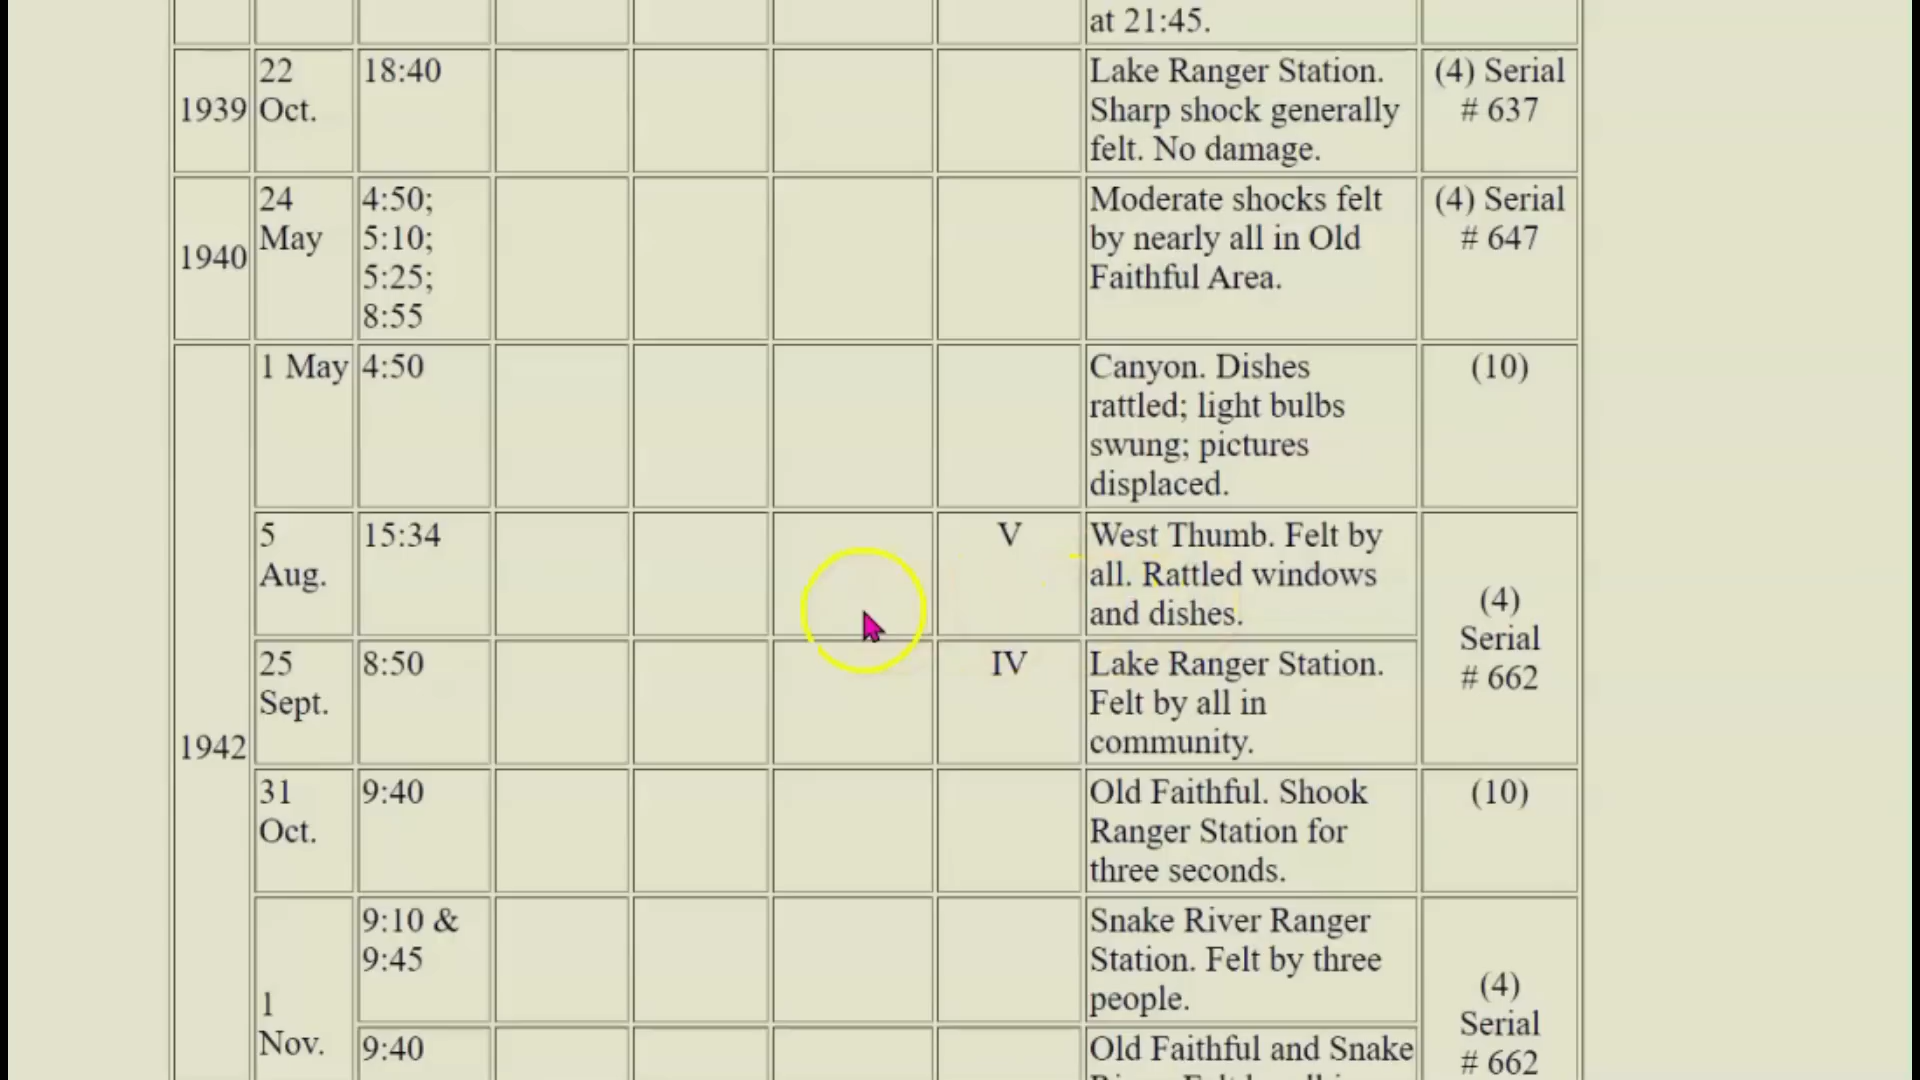 at 21:45.
1939
22
Oct.
18:40
Lake Ranger Station.
Sharp shock generally
felt. No damage.
(4) Serial
# 637
1940
24
May
4:50;
5:10;
5:25;
8:55
Moderate shocks felt
by nearly all in Old
Faithful Area.
(4) Serial
# 647
1942
1 May
4:50
Canyon. Dishes
rattled; light bulbs
swung; pictures
displaced.
(10)
5
Aug.
15:34
V
West Thumb. Felt by
all. Rattled windows
and dishes.
(4)
Serial
# 662
25
Sept.
8:50
IV
Lake Ranger Station.
Felt by all in
community.
31
Oct.
9:40
Old Faithful. Shook
Ranger Station for
three seconds.
(10)
1
Nov.
9:10 &
9:45
Snake River Ranger
Station. Felt by three
people.
(4)
Serial
# 662
9:40
Old Faithful and Snake